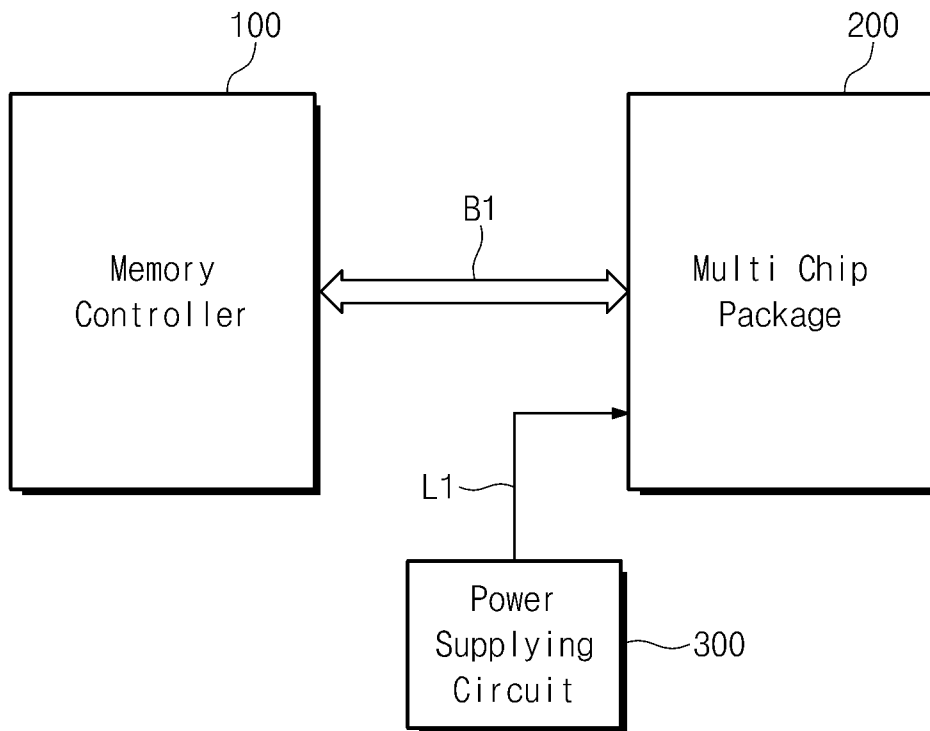 100
200
B1
Memory
Controller
Multi Chip
Package
L1
Power
Supplying
Circuit
300